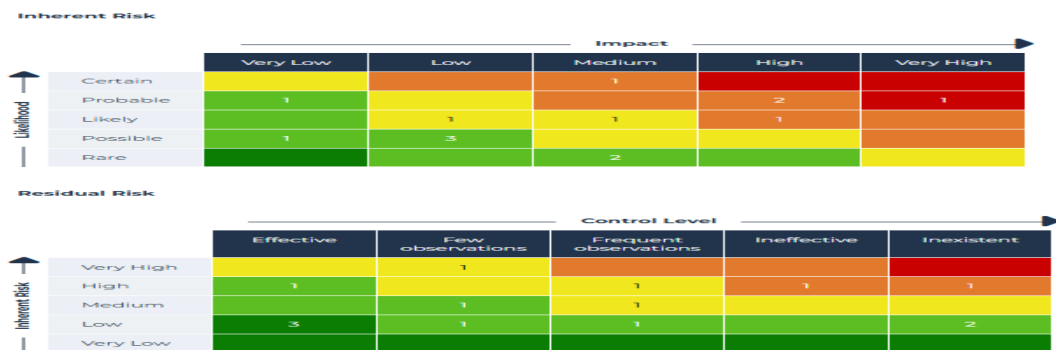 Inherent Risk
Impact
Very Low Low Medium High Very High
Certain 1
Probable 1 2 1
Likely 1 1 1
Possible 1 3
Rare 2
Likelihood
Residual Risk
Control Level
Effective Few observations Frequent observations Ineffective Inexistent
Very High 1
High 1 1 1 1
Medium 1 1
Low 3 1 1 2
Very Low
Inherent Risk